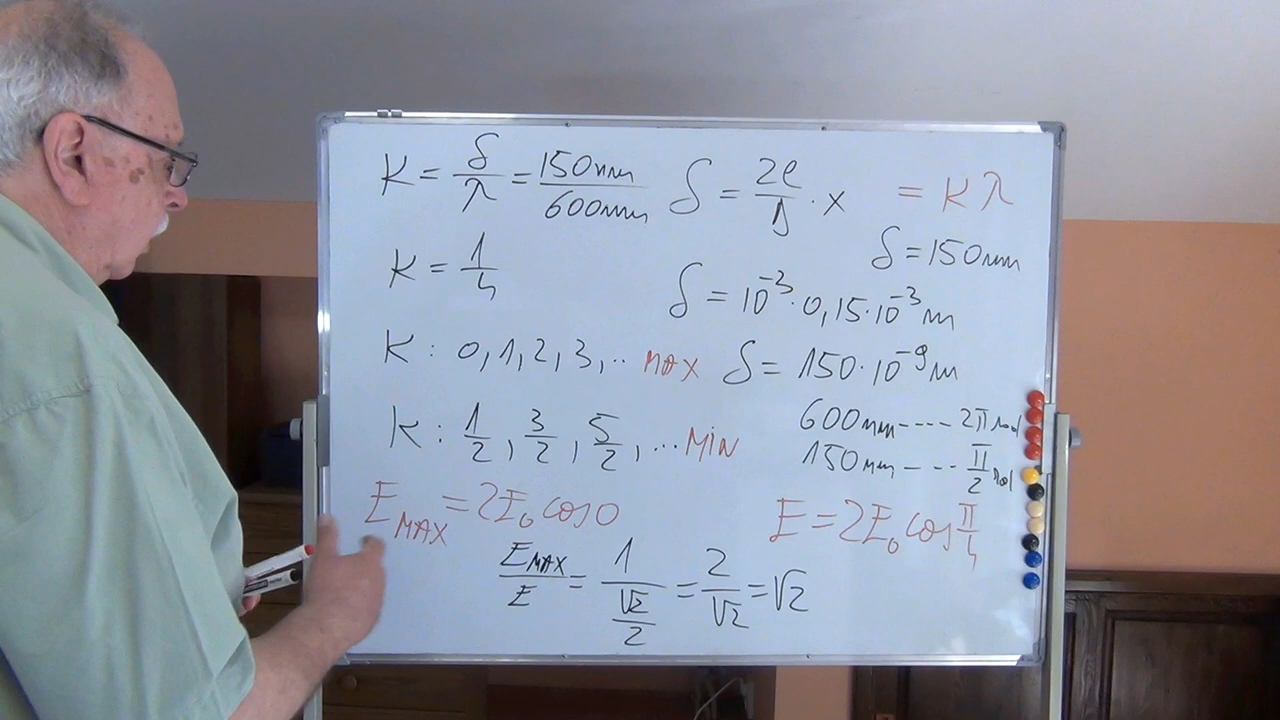 K = δ/λ = 150nm/600nm
δ = 2l/D · x = Kλ
δ = 150nm
K = 1/4
δ = 10⁻³ · 0,15 · 10⁻³ m
K : 0, 1, 2, 3, .. MAX
δ = 150 · 10⁻⁹ m
600nm ---- 2π rad
K : 1/2, 3/2, 5/2, ... MIN
150nm -- -- π/2 rad
E_MAX = 2E₀ cos 0
E = 2E₀ cos π/4
E_MAX/E = 1/(√2/2) = 2/√2 = √2